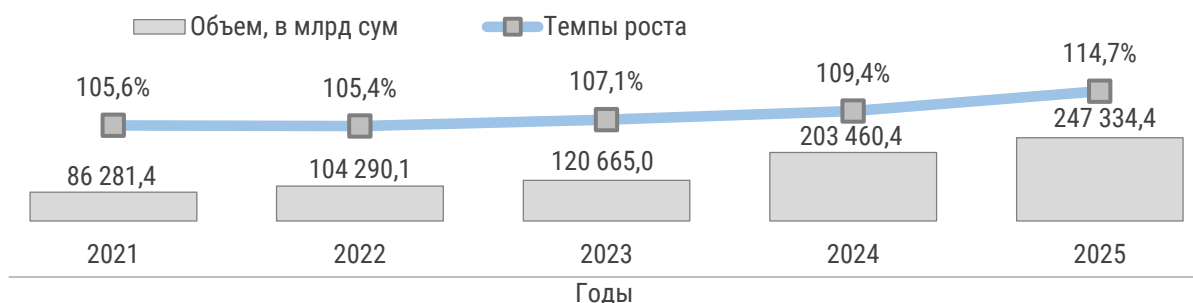 Объем, в млрд сум Темпы роста
105,6% 105,4% 107,1% 109,4% 114,7%
86 281,4 104 290,1 120 665,0 203 460,4 247 334,4
2021 2022 2023 2024 2025
Годы